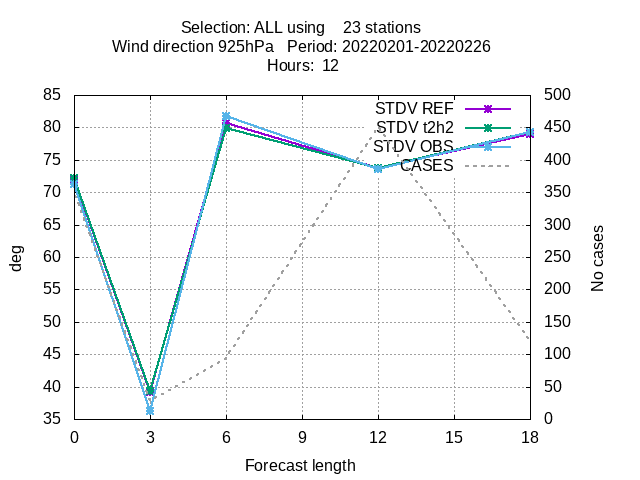 Selection: ALL using    23 stations
Wind direction 925hPa   Period: 20220201-20220226
Hours:  12
STDV REF
STDV t2h2
STDV OBS
CASES
85
80
75
70
65
60
55
50
45
40
35
500
450
400
350
300
250
200
150
100
50
0
deg
No cases
0 3 6 9 12 15 18
Forecast length